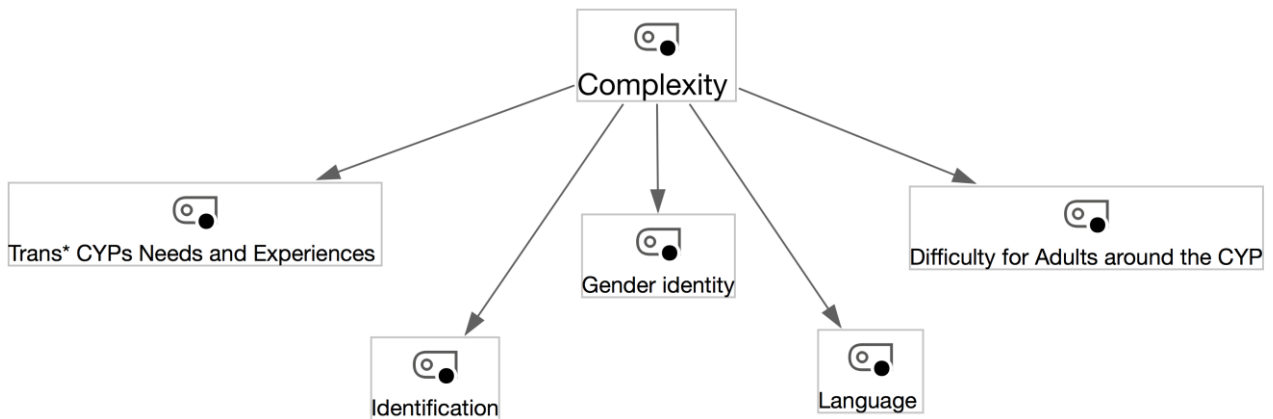 Complexity
Trans* CYPs Needs and Experiences
Gender identity
Difficulty for Adults around the CYP
Identification
Language